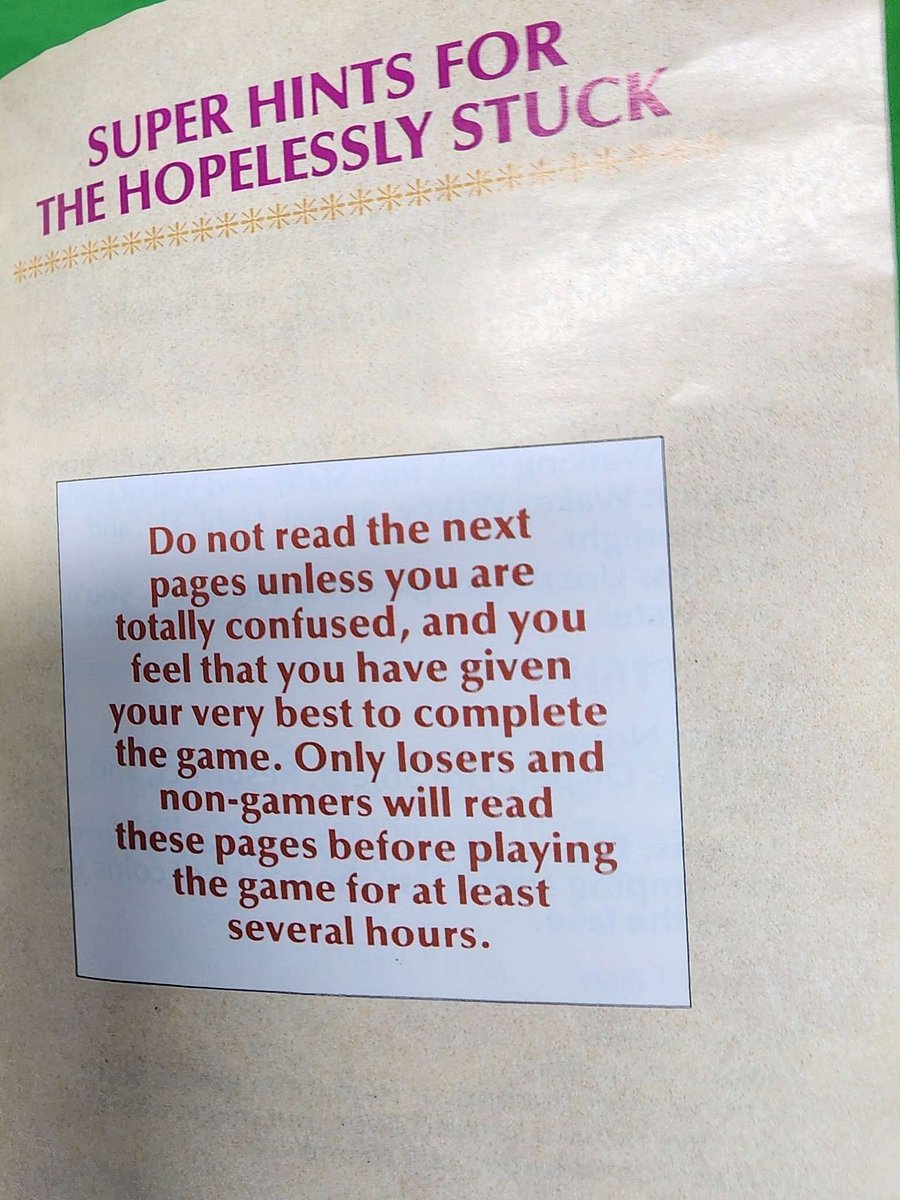 SUPER HINTS FOR
THE HOPELESSLY STUCK
Do not read the next
pages unless you are
totally confused, and you
feel that you have given
your very best to complete
the game. Only losers and
non-gamers will read
these pages before playing
the game for at least
several hours.